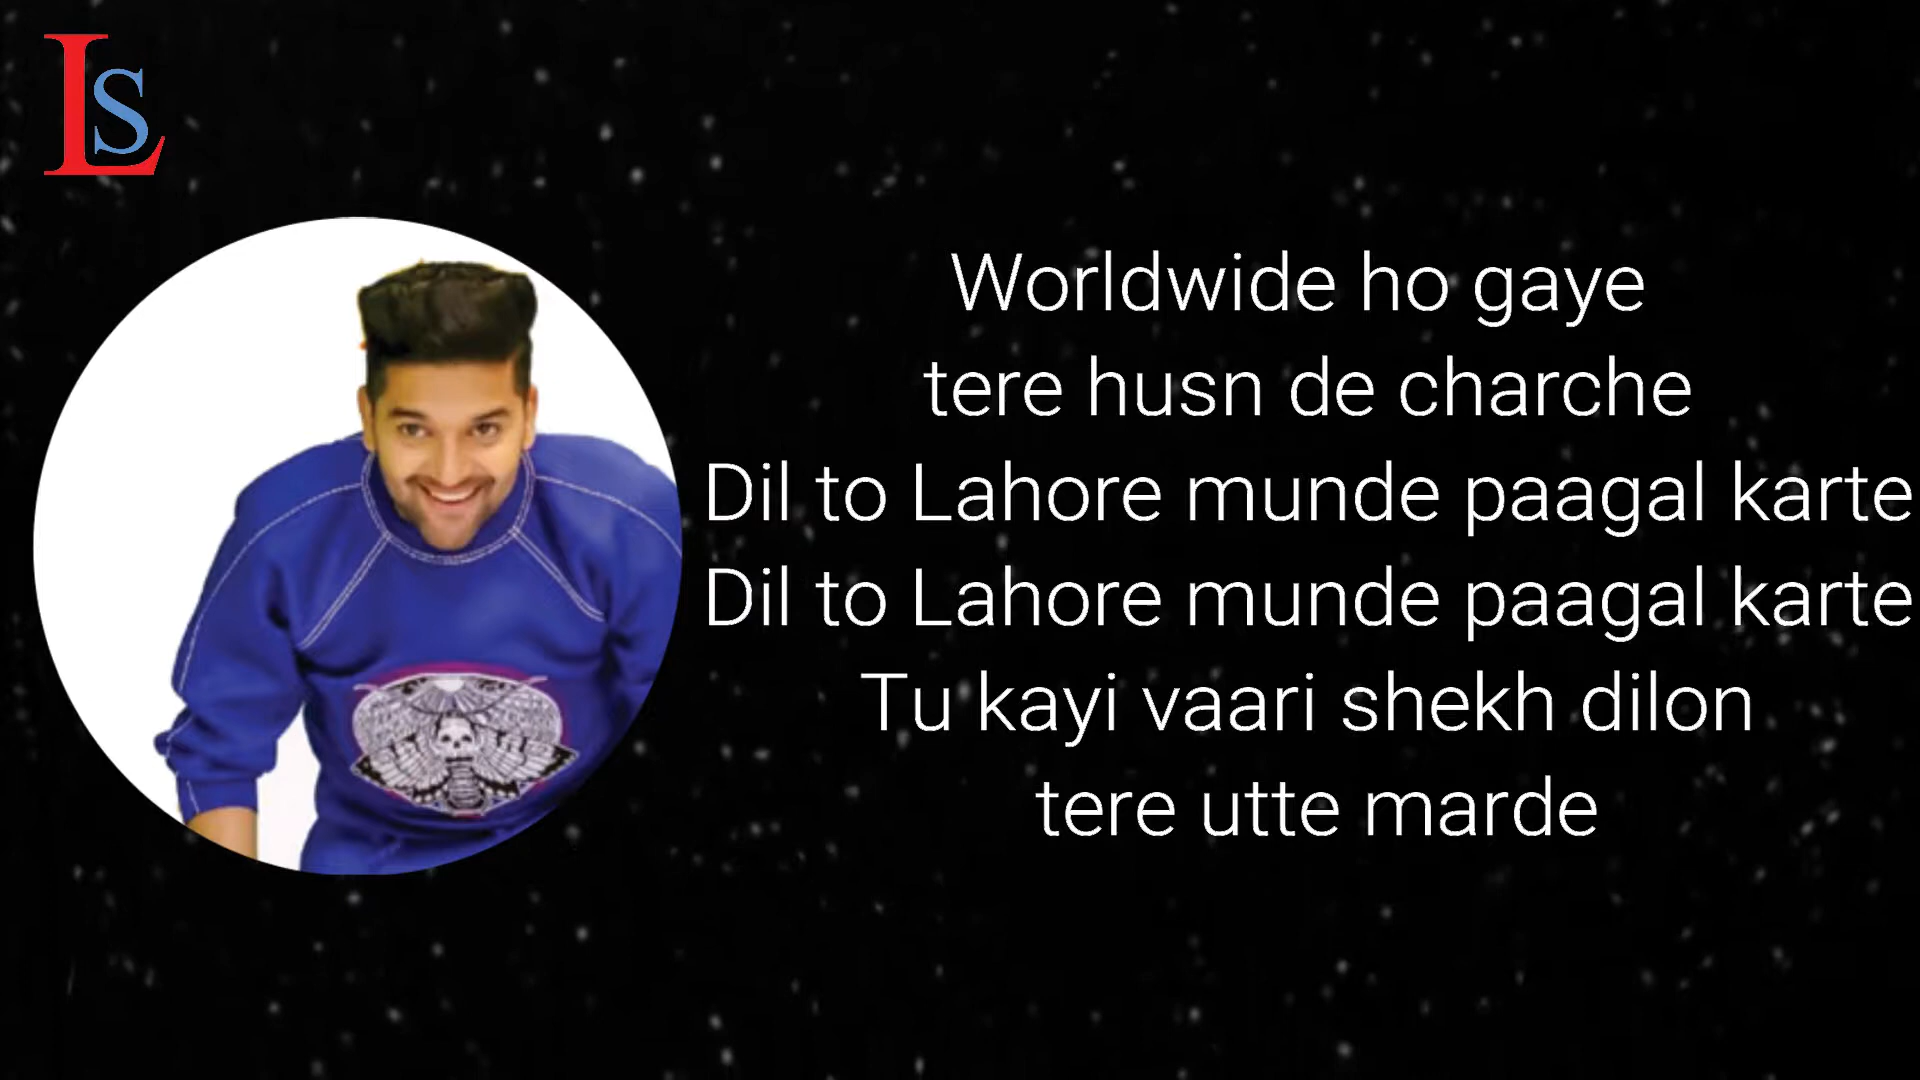 LS
Worldwide ho gaye
tere husn de charche
Dil to Lahore munde paagal karte
Dil to Lahore munde paagal karte
Tu kayi vaari shekh dilon
tere utte marde